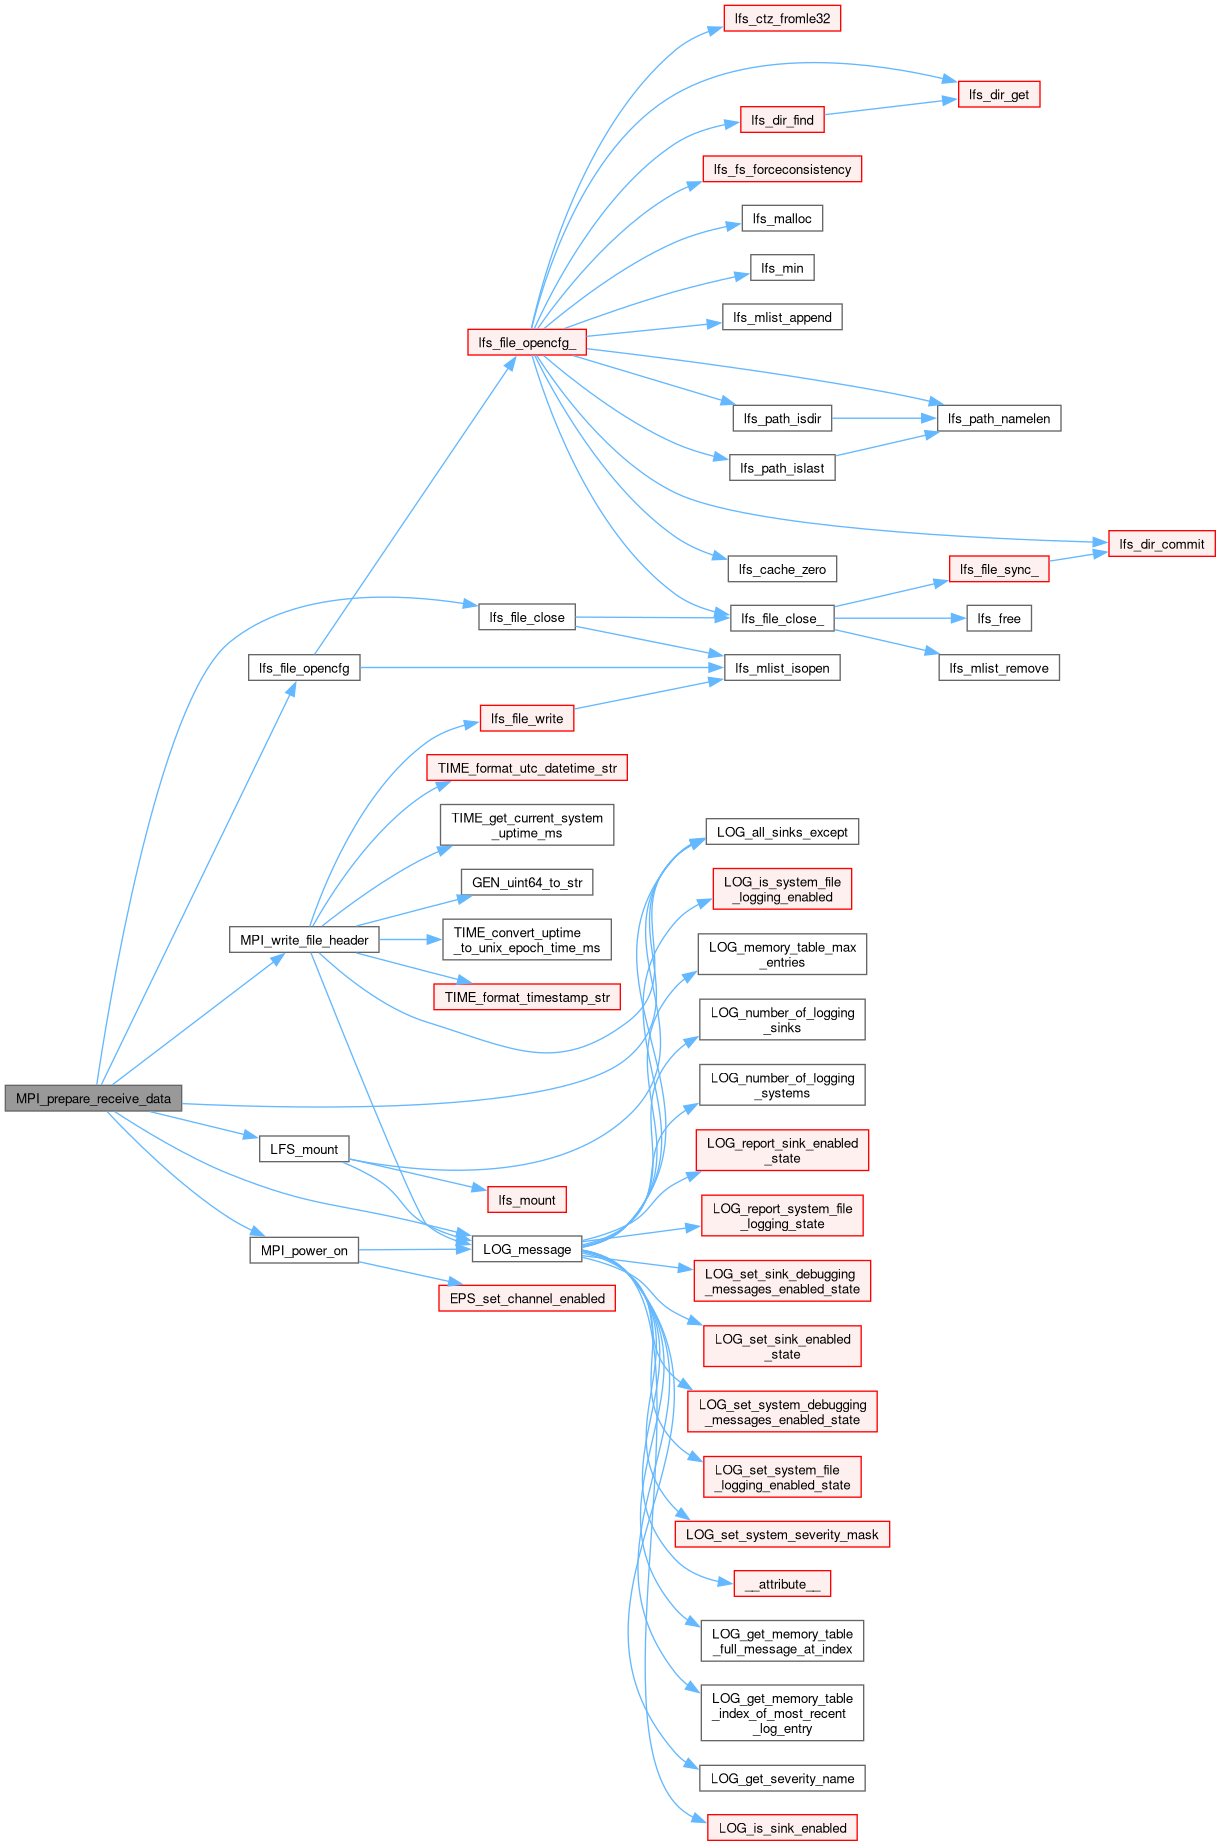 lfs_ctz_fromle32
lfs_dir_get
lfs_dir_find
lfs_fs_forceconsistency
lfs_malloc
lfs_min
lfs_mlist_append
lfs_file_opencfg_
lfs_path_isdir
lfs_path_namelen
lfs_path_islast
lfs_dir_commit
lfs_cache_zero
lfs_file_sync_
lfs_file_close
lfs_file_close_
lfs_free
lfs_file_opencfg
lfs_mlist_isopen
lfs_mlist_remove
lfs_file_write
TIME_format_utc_datetime_str
TIME_get_current_system
_uptime_ms
LOG_all_sinks_except
GEN_uint64_to_str
LOG_is_system_file
_logging_enabled
MPI_write_file_header
TIME_convert_uptime
_to_unix_epoch_time_ms
LOG_memory_table_max
_entries
TIME_format_timestamp_str
LOG_number_of_logging
_sinks
MPI_prepare_receive_data
LOG_number_of_logging
_systems
LFS_mount
LOG_report_sink_enabled
_state
lfs_mount
LOG_report_system_file
_logging_state
MPI_power_on
LOG_message
LOG_set_sink_debugging
_messages_enabled_state
EPS_set_channel_enabled
LOG_set_sink_enabled
_state
LOG_set_system_debugging
_messages_enabled_state
LOG_set_system_file
_logging_enabled_state
LOG_set_system_severity_mask
__attribute__
LOG_get_memory_table
_full_message_at_index
LOG_get_memory_table
_index_of_most_recent
_log_entry
LOG_get_severity_name
LOG_is_sink_enabled